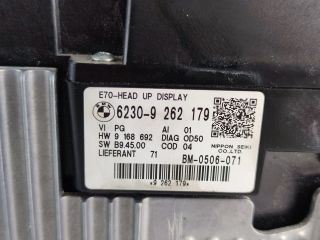 E70-HEAD UP DISPLAY
BMW 6230-9 262 179
VI PG AI 01
HW 9 168 692 DIAG OD50
SW B9.45.00 COD 04
LIEFERANT 71
NIPPON SEIKI
CO.,LTD.
BM-0506-071
*9 262 179*